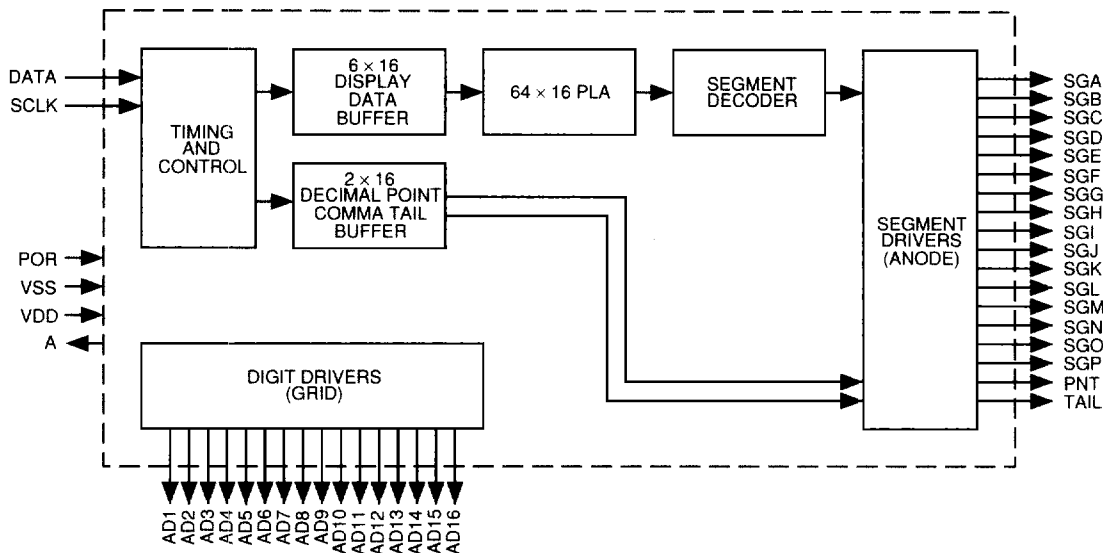 DATA
SCLK
POR
VSS
VDD
A
TIMING
AND
CONTROL
6 × 16
DISPLAY
DATA
BUFFER
64 × 16 PLA
SEGMENT
DECODER
2 × 16
DECIMAL POINT
COMMA TAIL
BUFFER
SEGMENT
DRIVERS
(ANODE)
DIGIT DRIVERS
(GRID)
SGA
SGB
SGC
SGD
SGE
SGF
SGG
SGH
SGI
SGJ
SGK
SGL
SGM
SGN
SGO
SGP
PNT
TAIL
AD1
AD2
AD3
AD4
AD5
AD6
AD7
AD8
AD9
AD10
AD11
AD12
AD13
AD14
AD15
AD16